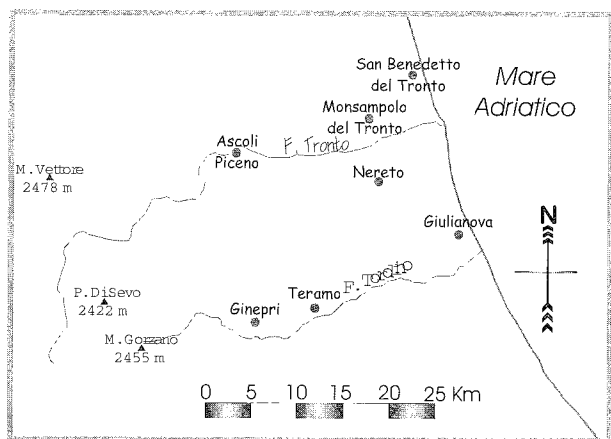 San Benedetto
del Tronto
Mare
Adriatico
Monsampolo
del Tronto
Ascoli
Piceno
F. Tronto
M. Vettore
2478 m
Nereto
Giulianova
N
F. Tordino
P.DiSevo
2422 m
Teramo
Ginepri
M.Gorzano
2455 m
0 5 10 15 20 25 Km